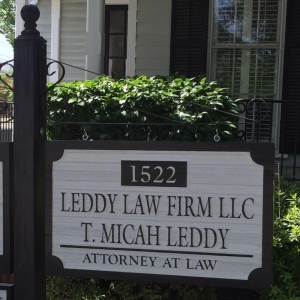 1522
LEDDY LAW FIRM LLC
T. MICAH LEDDY
ATTORNEY AT LAW